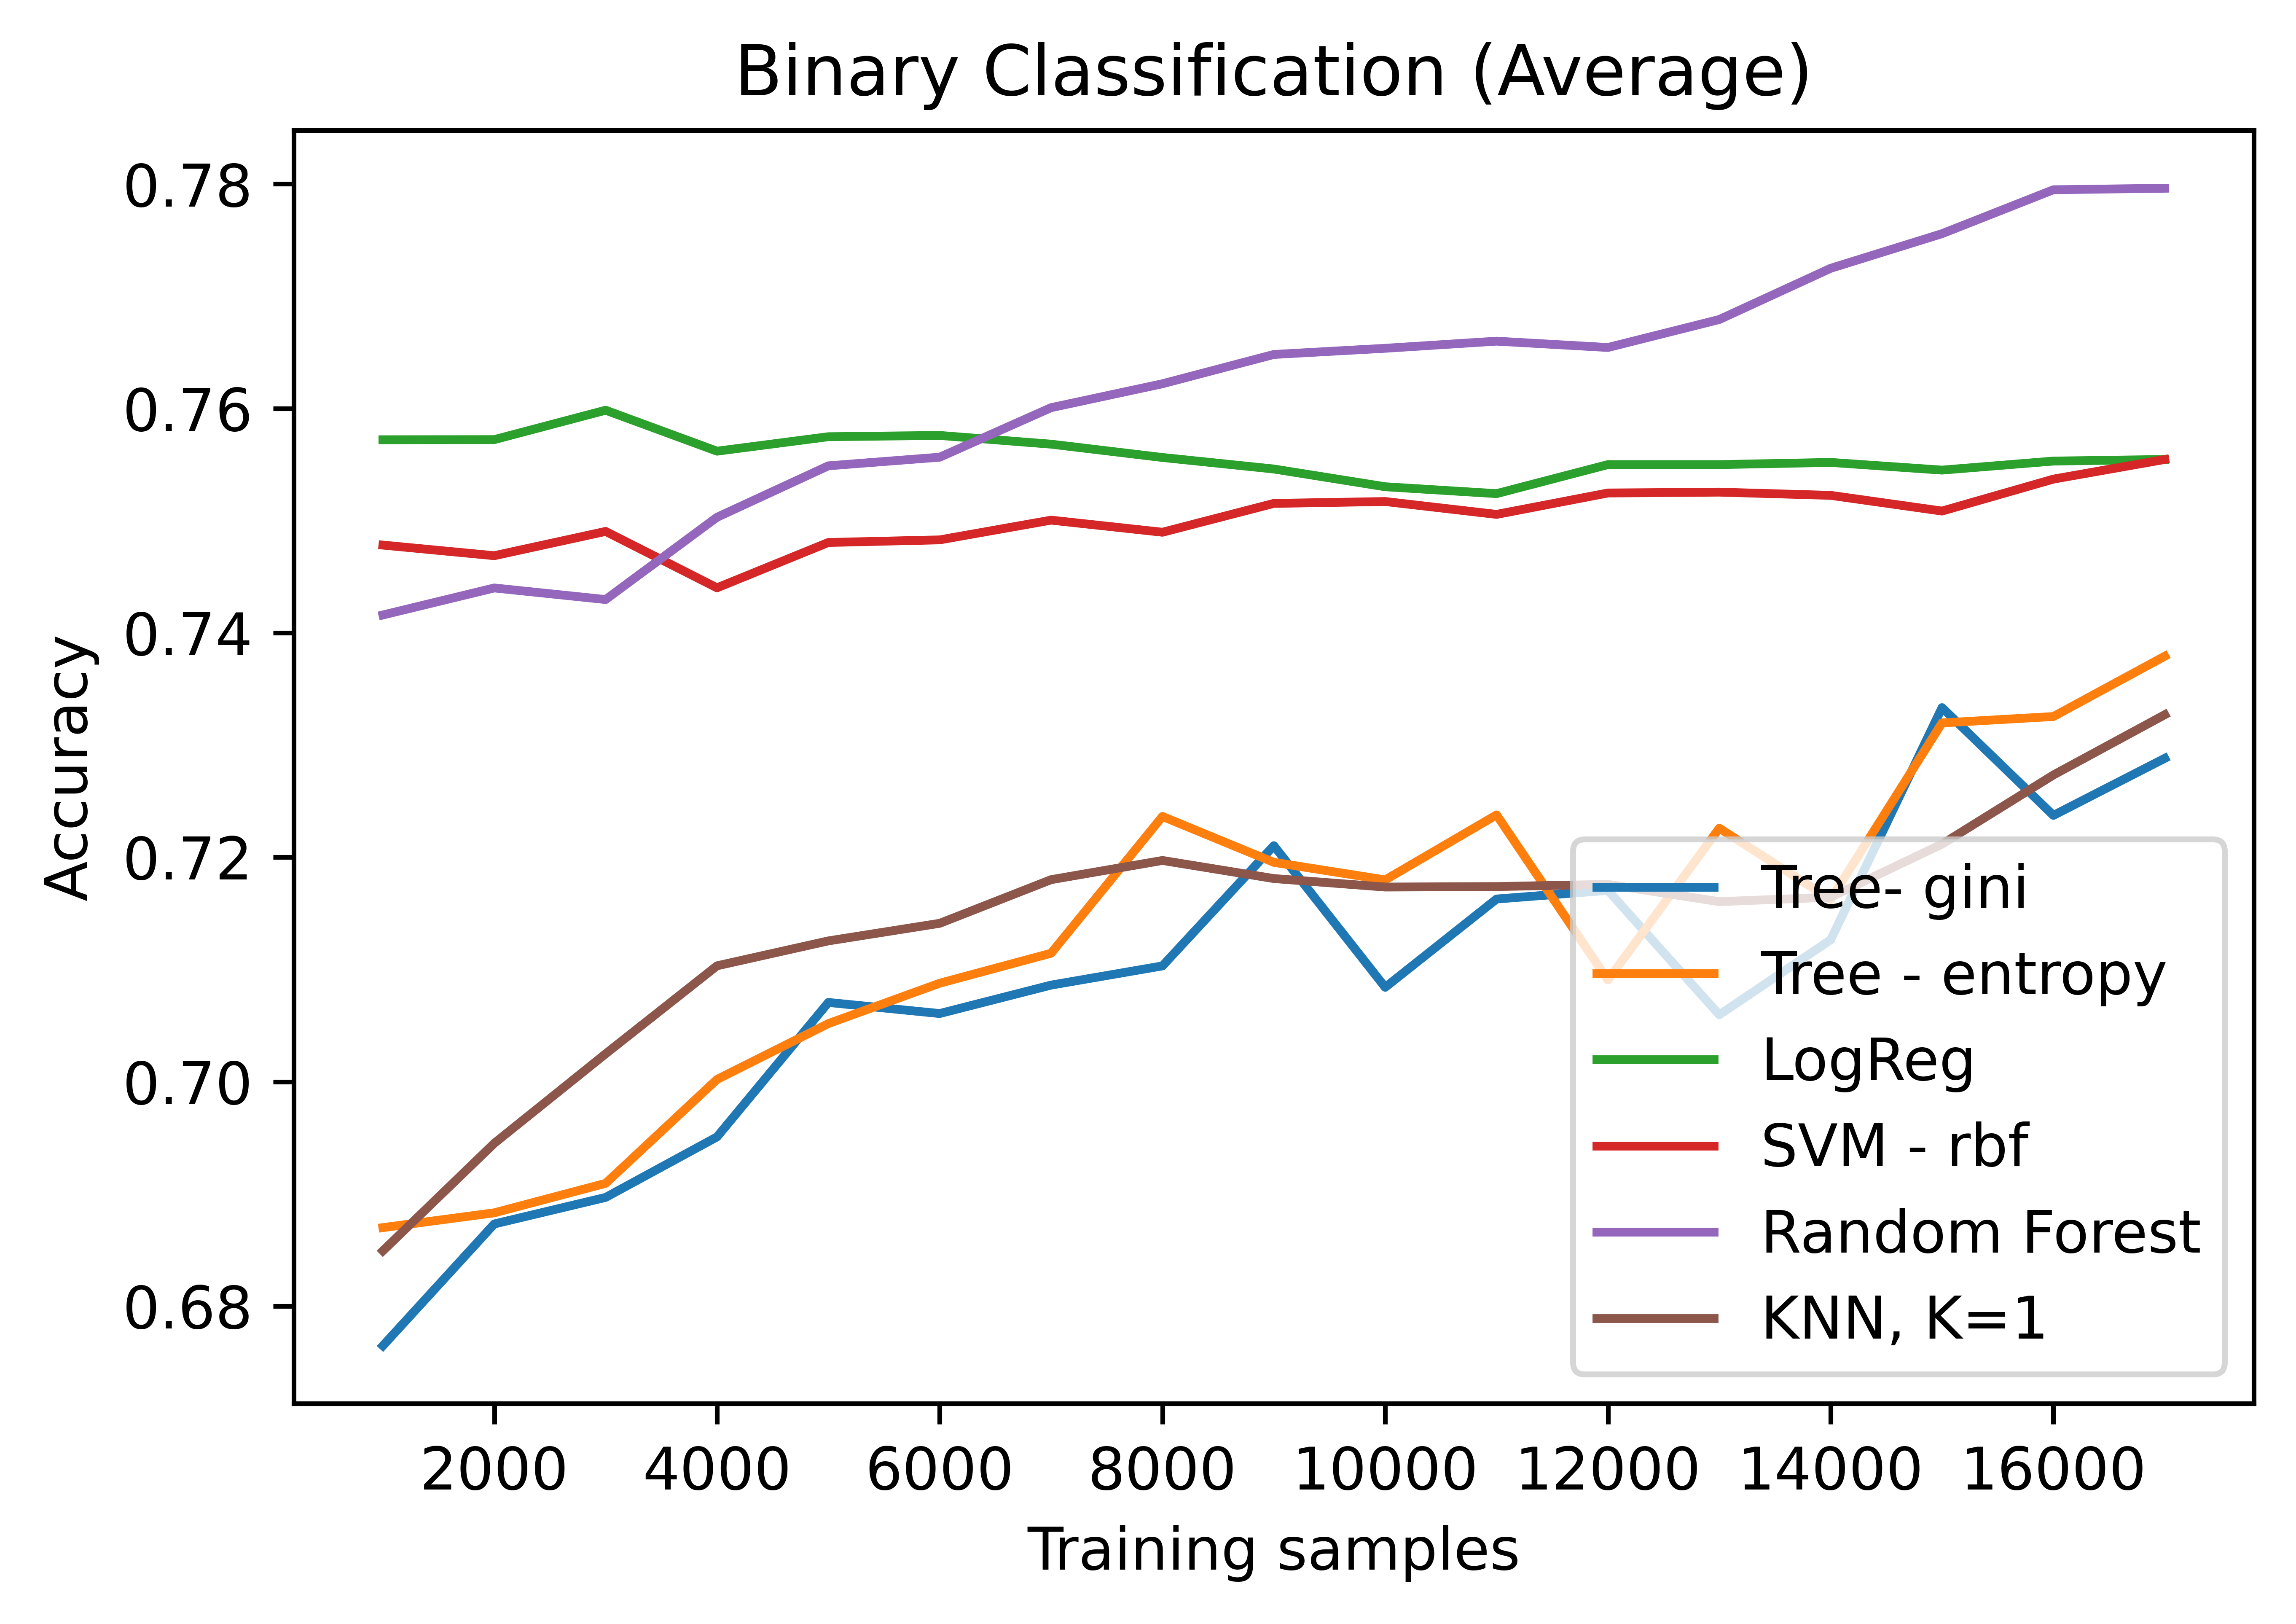 Binary Classification (Average)
0.78
0.76
0.74
0.72
0.70
0.68
Accuracy
Tree- gini
Tree - entropy
LogReg
SVM - rbf
Random Forest
KNN, K=1
2000 4000 6000 8000 10000 12000 14000 16000
Training samples